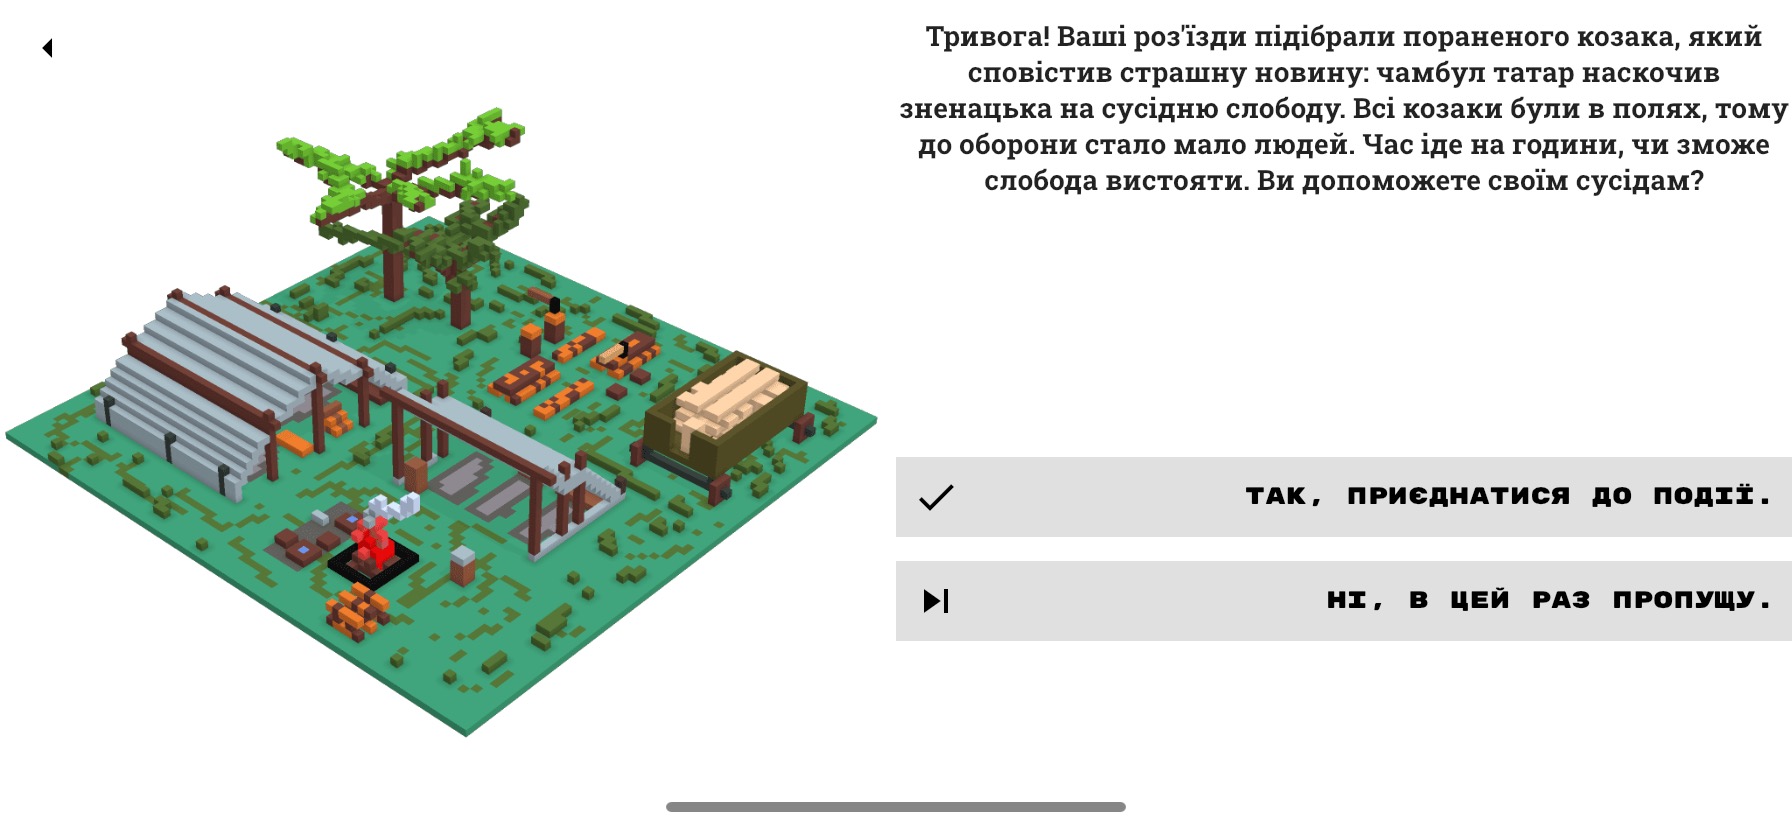 Тривога! Ваші роз'їзди підібрали пораненого козака, який
сповістив страшну новину: чамбул татар наскочив
зненацька на сусідню слободу. Всі козаки були в полях, тому
до оборони стало мало людей. Час іде на години, чи зможе
слобода вистояти. Ви допоможете своїм сусідам?
ТАК, ПРИЄДНАТИСЯ ДО ПОДІЇ.
НІ, В ЦЕЙ РАЗ ПРОПУЩУ.